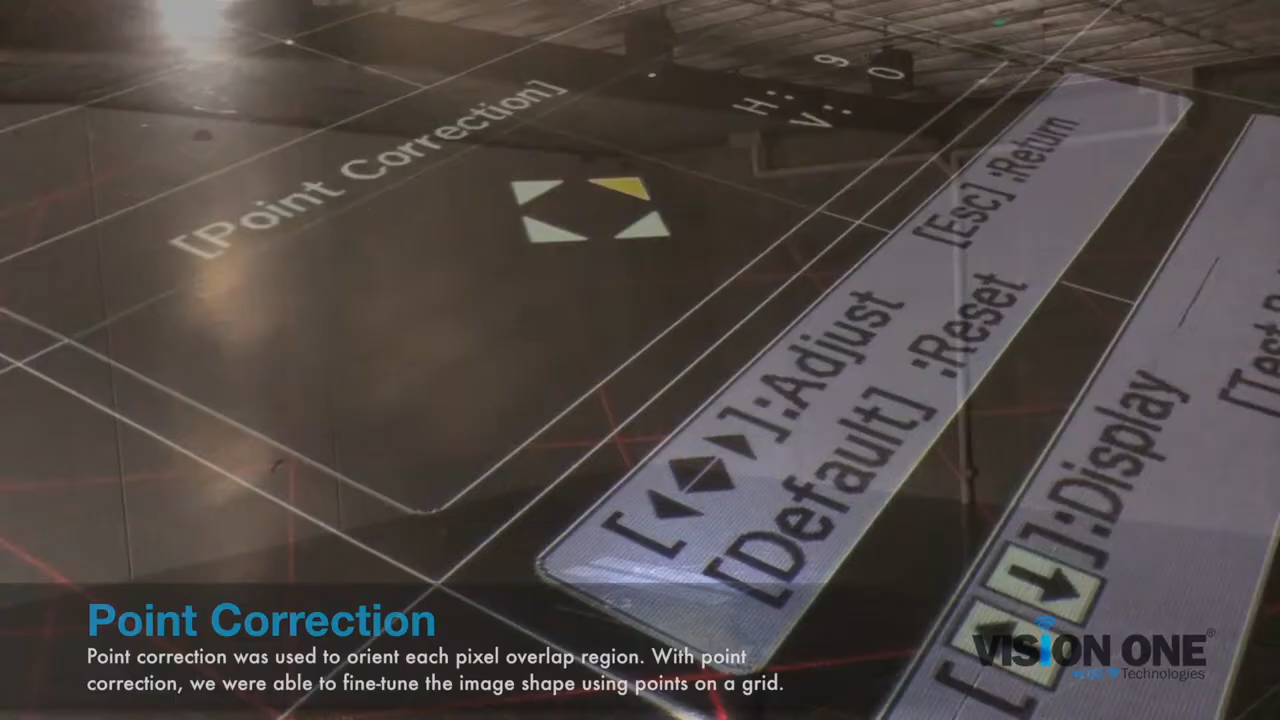 [Point Correction]
H: 9
V: 0
[◀◆▶]:Adjust [Esc] :Return
[Default] :Reset
]:Display
Point Correction
Point correction was used to orient each pixel overlap region. With point
correction, we were able to fine-tune the image shape using points on a grid.
VISION ONE®
Technologies